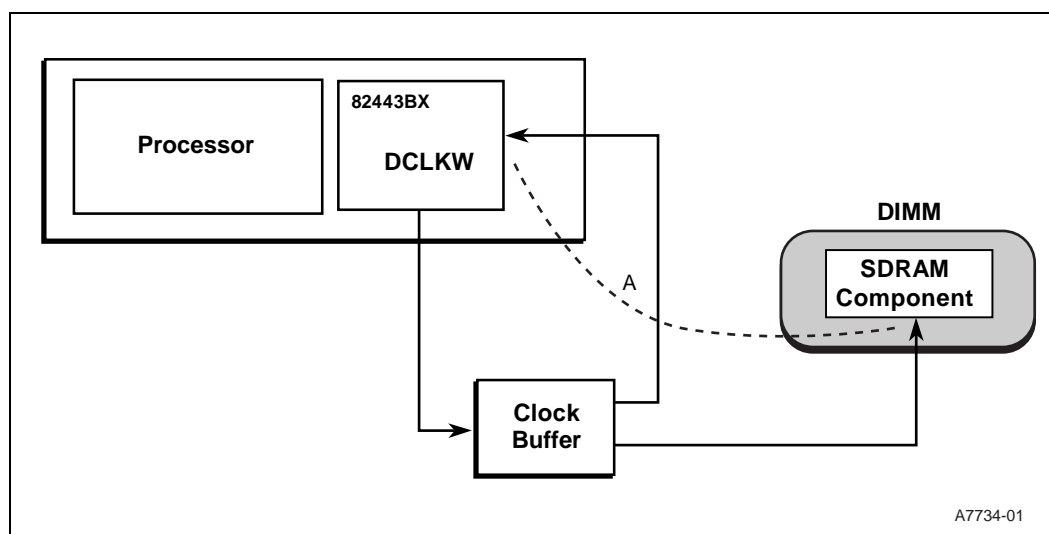 82443BX
Processor
DCLKW
DIMM
SDRAM
Component
A
Clock
Buffer
A7734-01